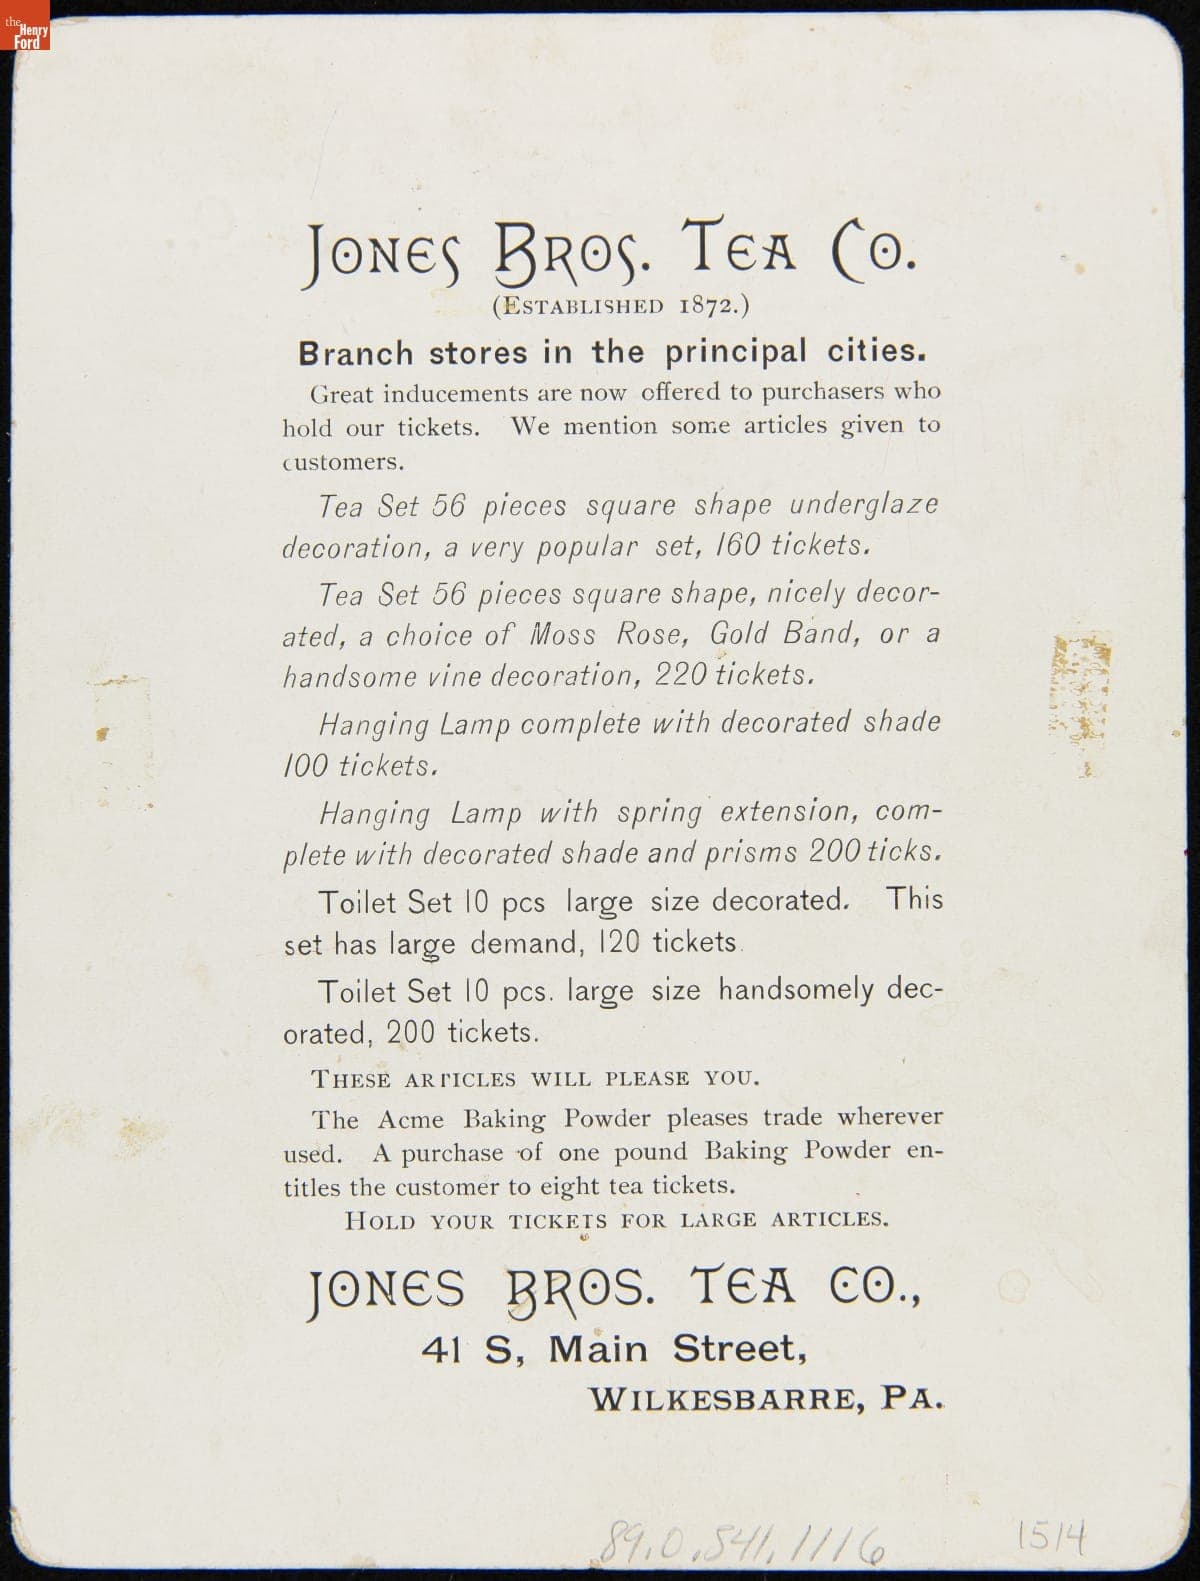 the
Henry
Ford
JONES BROS. TEA CO.
(ESTABLISHED 1872.)
Branch stores in the principal cities.
Great inducements are now offered to purchasers who
hold our tickets. We mention some articles given to
customers.
Tea Set 56 pieces square shape underglaze
decoration, a very popular set, 160 tickets.
Tea Set 56 pieces square shape, nicely decor-
ated, a choice of Moss Rose, Gold Band, or a
handsome vine decoration, 220 tickets.
Hanging Lamp complete with decorated shade
100 tickets.
Hanging Lamp with spring extension, com-
plete with decorated shade and prisms 200 ticks.
Toilet Set 10 pcs large size decorated. This
set has large demand, 120 tickets.
Toilet Set 10 pcs. large size handsomely dec-
orated, 200 tickets.
THESE ARTICLES WILL PLEASE YOU.
The Acme Baking Powder pleases trade wherever
used. A purchase of one pound Baking Powder en-
titles the customer to eight tea tickets.
HOLD YOUR TICKETS FOR LARGE ARTICLES.
JONES BROS. TEA CO.,
41 S, Main Street,
WILKESBARRE, PA.
89.0.541.1116
1514